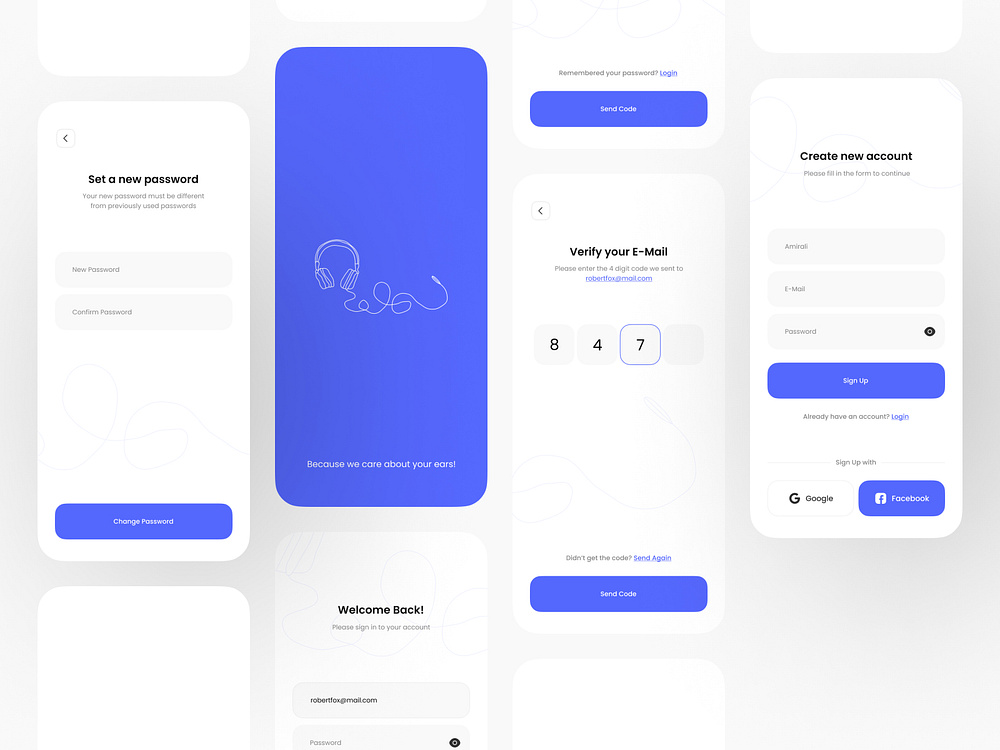 Set a new password
Your new password must be different
from previously used passwords
New Password
Confirm Password
Change Password
Because we care about your ears!
Welcome Back!
Please sign in to your account
robertfox@mail.com
Password
Remembered your password? Login
Send Code
Verify your E-Mail
Please enter the 4 digit code we sent to
robertfox@mail.com
8 4 7
Didn't get the code? Send Again
Send Code
Create new account
Please fill in the form to continue
Amirali
E-Mail
Password
Sign Up
Already have an account? Login
Sign Up with
Google
Facebook